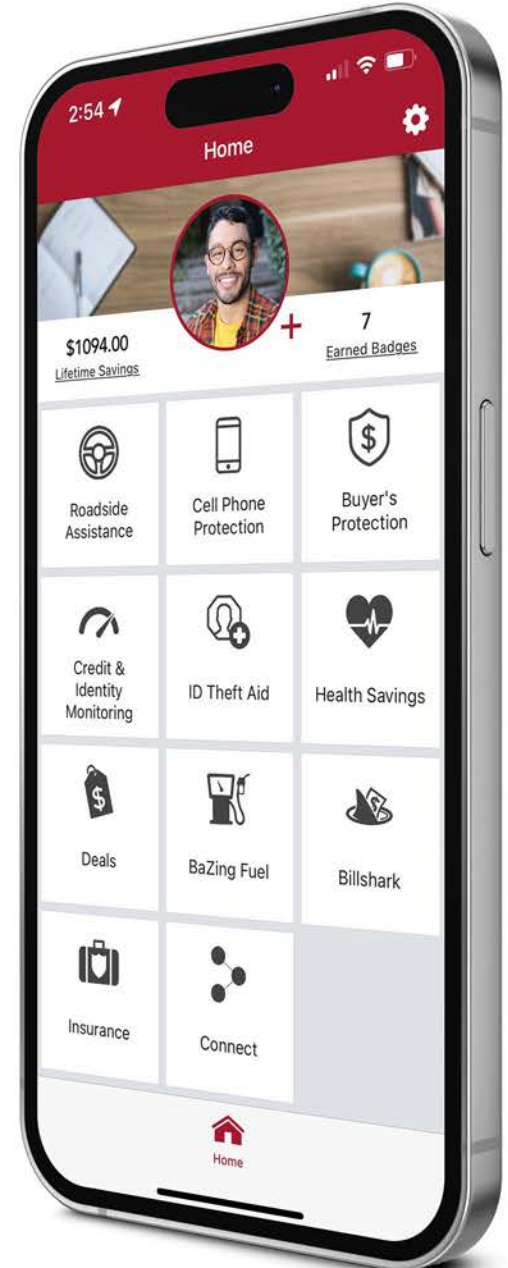 2:54
Home
$1094.00
Lifetime Savings
7
Earned Badges
Roadside
Assistance
Cell Phone
Protection
Buyer's
Protection
$
Credit &
Identity
Monitoring
ID Theft Aid
Health Savings
$
Deals
BaZing Fuel
$
Billshark
Insurance
Connect
Home